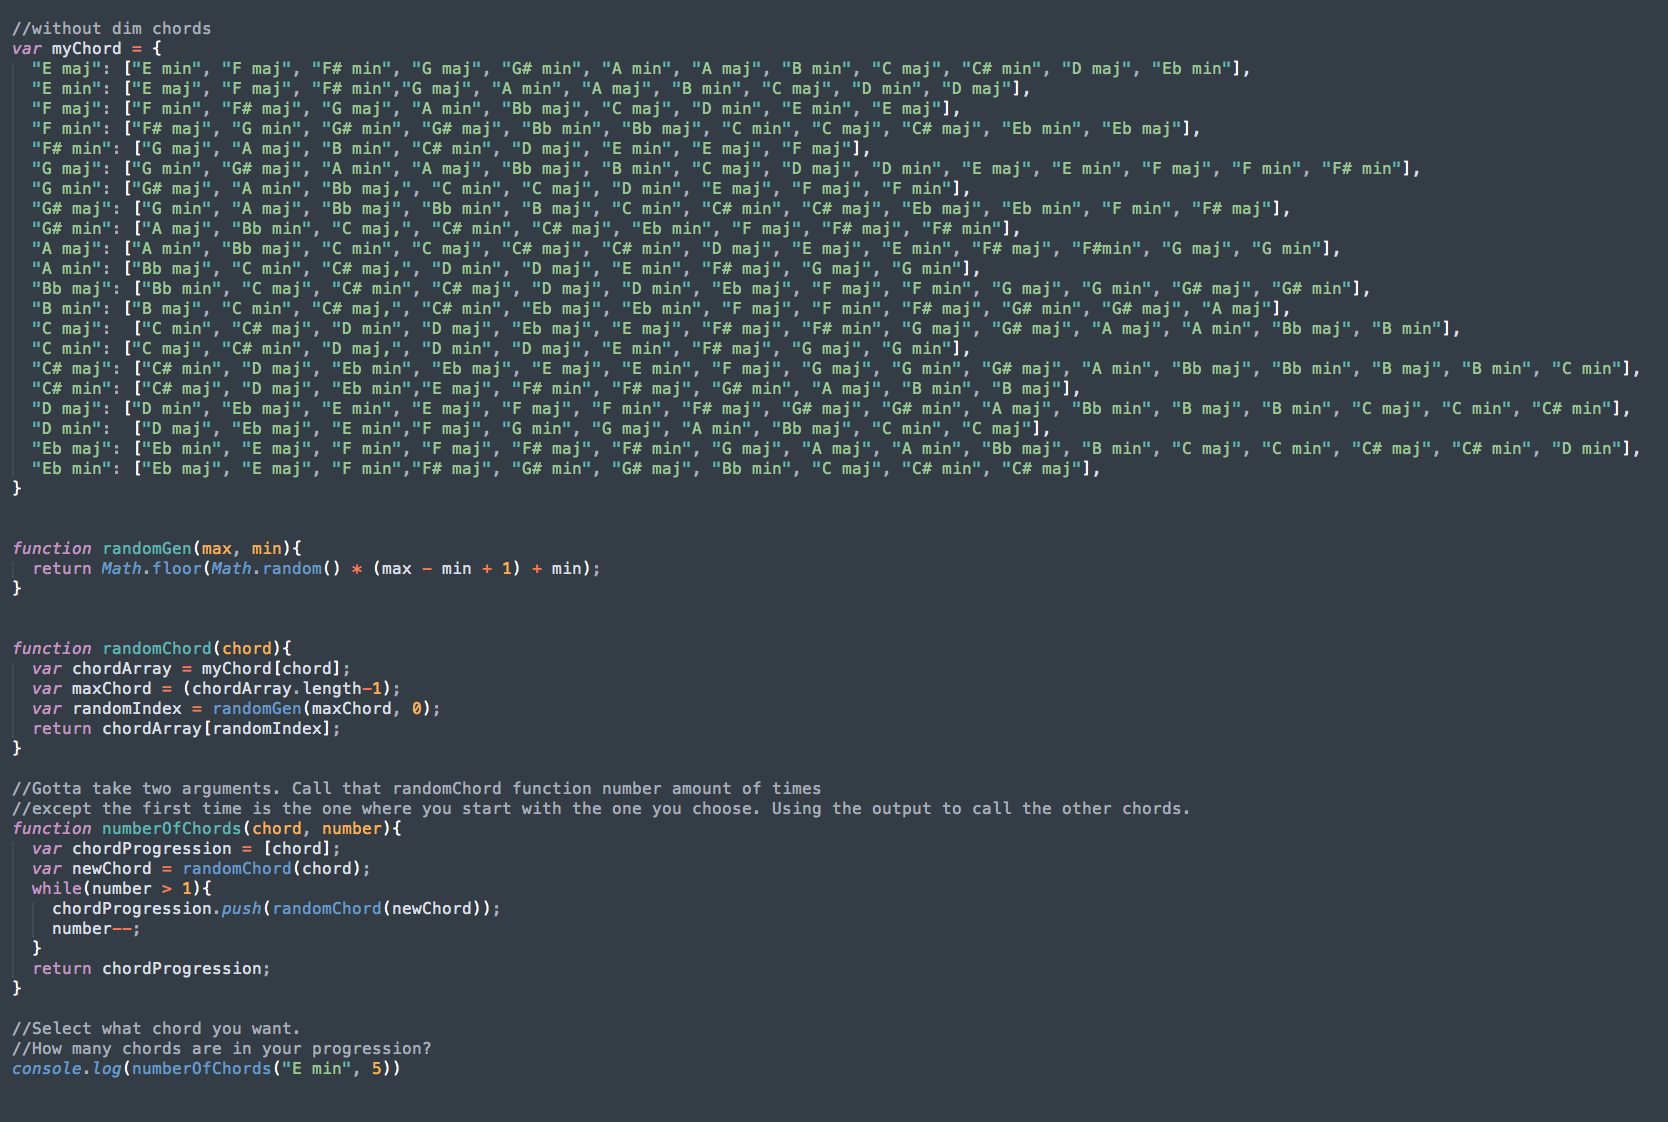 //without dim chords
var myChord = {
  "E maj": ["E min", "F maj", "F# min", "G maj", "G# min", "A min", "A maj", "B min", "C maj", "C# min", "D maj", "Eb min"],
  "E min": ["E maj", "F maj", "F# min","G maj", "A min", "A maj", "B min", "C maj", "D min", "D maj"],
  "F maj": ["F min", "F# maj", "G maj", "A min", "Bb maj", "C maj", "D min", "E min", "E maj"],
  "F min": ["F# maj", "G min", "G# min", "G# maj", "Bb min", "Bb maj", "C min", "C maj", "C# maj", "Eb min", "Eb maj"],
  "F# min": ["G maj", "A maj", "B min", "C# min", "D maj", "E min", "E maj", "F maj"],
  "G maj": ["G min", "G# maj", "A min", "A maj", "Bb maj", "B min", "C maj", "D maj", "D min", "E maj", "E min", "F maj", "F min", "F# min"],
  "G min": ["G# maj", "A min", "Bb maj,", "C min", "C maj", "D min", "E maj", "F maj", "F min"],
  "G# maj": ["G min", "A maj", "Bb maj", "Bb min", "B maj", "C min", "C# min", "C# maj", "Eb maj", "Eb min", "F min", "F# maj"],
  "G# min": ["A maj", "Bb min", "C maj,", "C# min", "C# maj", "Eb min", "F maj", "F# maj", "F# min"],
  "A maj": ["A min", "Bb maj", "C min", "C maj", "C# maj", "C# min", "D maj", "E maj", "E min", "F# maj", "F#min", "G maj", "G min"],
  "A min": ["Bb maj", "C min", "C# maj,", "D min", "D maj", "E min", "F# maj", "G maj", "G min"],
  "Bb maj": ["Bb min", "C maj", "C# min", "C# maj", "D maj", "D min", "Eb maj", "F maj", "F min", "G maj", "G min", "G# maj", "G# min"],
  "B min": ["B maj", "C min", "C# maj,", "C# min", "Eb maj", "Eb min", "F maj", "F min", "F# maj", "G# min", "G# maj", "A maj"],
  "C maj":  ["C min", "C# maj", "D min", "D maj", "Eb maj", "E maj", "F# maj", "F# min", "G maj", "G# maj", "A maj", "A min", "Bb maj", "B min"],
  "C min": ["C maj", "C# min", "D maj,", "D min", "D maj", "E min", "F# maj", "G maj", "G min"],
  "C# maj": ["C# min", "D maj", "Eb min", "Eb maj", "E maj", "E min", "F maj", "G maj", "G min", "G# maj", "A min", "Bb maj", "Bb min", "B maj", "B min", "C min"],
  "C# min": ["C# maj", "D maj", "Eb min","E maj", "F# min", "F# maj", "G# min", "A maj", "B min", "B maj"],
  "D maj": ["D min", "Eb maj", "E min", "E maj", "F maj", "F min", "F# maj", "G# maj", "G# min", "A maj", "Bb min", "B maj", "B min", "C maj", "C min", "C# min"],
  "D min":  ["D maj", "Eb maj", "E min","F maj", "G min", "G maj", "A min", "Bb maj", "C min", "C maj"],
  "Eb maj": ["Eb min", "E maj", "F min", "F maj", "F# maj", "F# min", "G maj", "A maj", "A min", "Bb maj", "B min", "C maj", "C min", "C# maj", "C# min", "D min"],
  "Eb min": ["Eb maj", "E maj", "F min","F# maj", "G# min", "G# maj", "Bb min", "C maj", "C# min", "C# maj"],
}
function randomGen(max, min){
  return Math.floor(Math.random() * (max - min + 1) + min);
}
function randomChord(chord){
  var chordArray = myChord[chord];
  var maxChord = (chordArray.length-1);
  var randomIndex = randomGen(maxChord, 0);
  return chordArray[randomIndex];
}
//Gotta take two arguments. Call that randomChord function number amount of times
//except the first time is the one where you start with the one you choose. Using the output to call the other chords.
function numberOfChords(chord, number){
  var chordProgression = [chord];
  var newChord = randomChord(chord);
  while(number > 1){
    chordProgression.push(randomChord(newChord));
    number--;
  }
  return chordProgression;
}
//Select what chord you want.
//How many chords are in your progression?
console.log(numberOfChords("E min", 5))